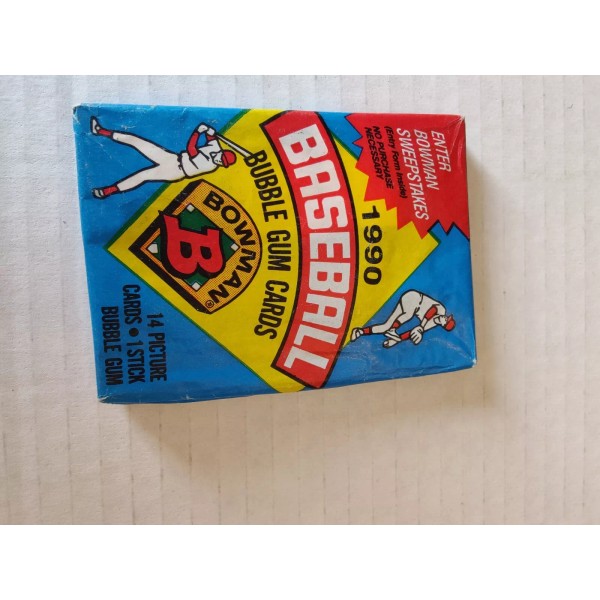 ENTER
BOWMAN
SWEEPSTAKES
(Entry Form Inside)
NO PURCHASE
NECESSARY
1990
BASEBALL
BUBBLE GUM CARDS
BOWMAN®
B
14 PICTURE
CARDS • 1 STICK
BUBBLE GUM